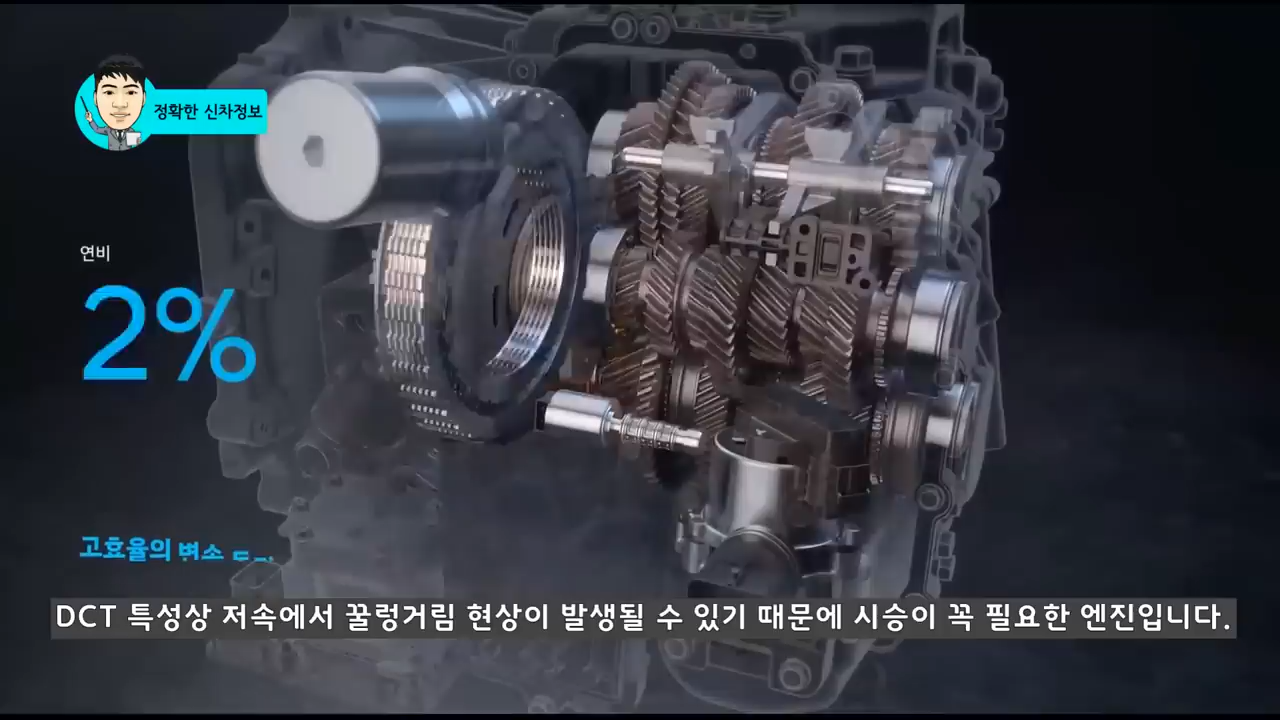 정확한 신차정보
연비
2%
고효율의 변속
DCT 특성상 저속에서 꿀렁거림 현상이 발생될 수 있기 때문에 시승이 꼭 필요한 엔진입니다.